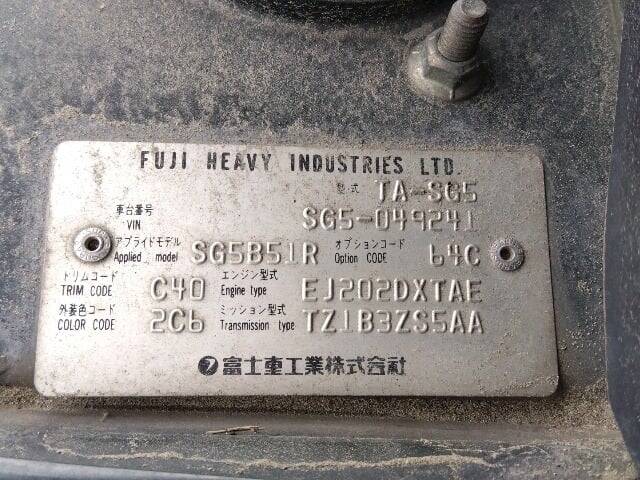 FUJI HEAVY INDUSTRIES LTD.
型式 TA-SG5
車台番号 VIN SG5-049241
アプライドモデル Applied model SG5B51R オプションコード Option CODE 64C
トリムコード TRIM CODE C40 エンジン型式 Engine type EJ202DXTAE
外装色コード COLOR CODE 2C6 ミッション型式 Transmission type TZ1B3ZS5AA
フ 富士重工業株式会社